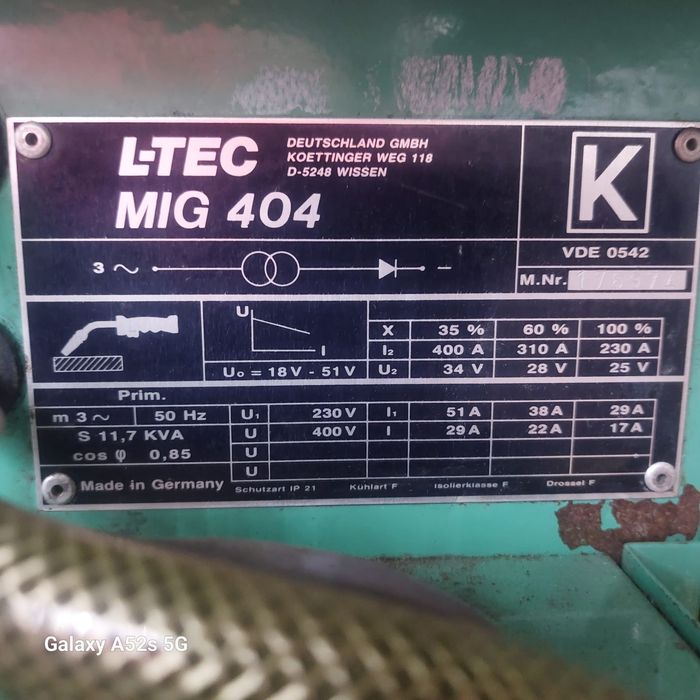 L-TEC
DEUTSCHLAND GMBH
KOETTINGER WEG 118
D-5248 WISSEN
MIG 404
K
VDE 0542
M.Nr.
3 ~
U
I
U₀ = 18V - 51V
X 35 % 60 % 100 %
I₂ 400 A 310 A 230 A
U₂ 34 V 28 V 25 V
Prim.
m 3 ~ 50 Hz
S 11,7 KVA
cos φ 0,85
U₁ 230 V I₁ 51 A 38 A 29 A
U 400 V I 29 A 22 A 17 A
U
U
Made in Germany
Schutzart IP 21 Kühlart F Isolierklasse F Drossel F
Galaxy A52s 5G